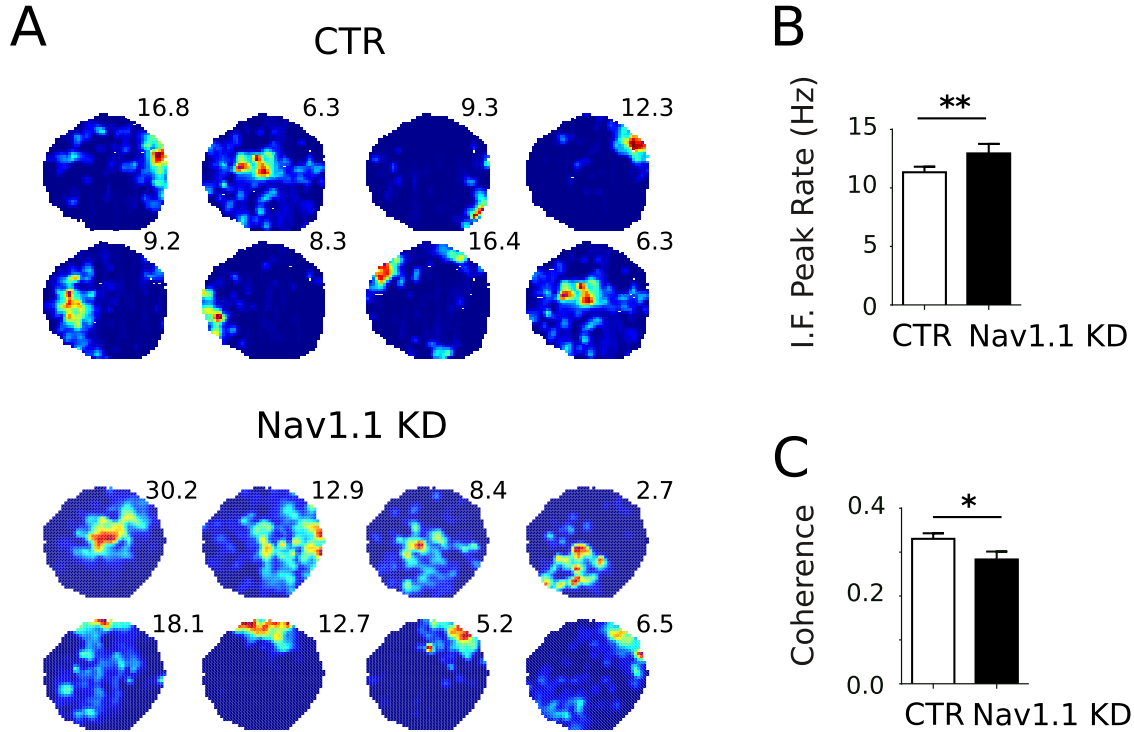 A
CTR
16.8 6.3 9.3 12.3
9.2 8.3 16.4 6.3
Nav1.1 KD
30.2 12.9 8.4 2.7
18.1 12.7 5.2 6.5
B
**
I.F. Peak Rate (Hz)
15
10
5
0
CTR Nav1.1 KD
C
*
Coherence
0.4
0.2
0.0
CTR Nav1.1 KD